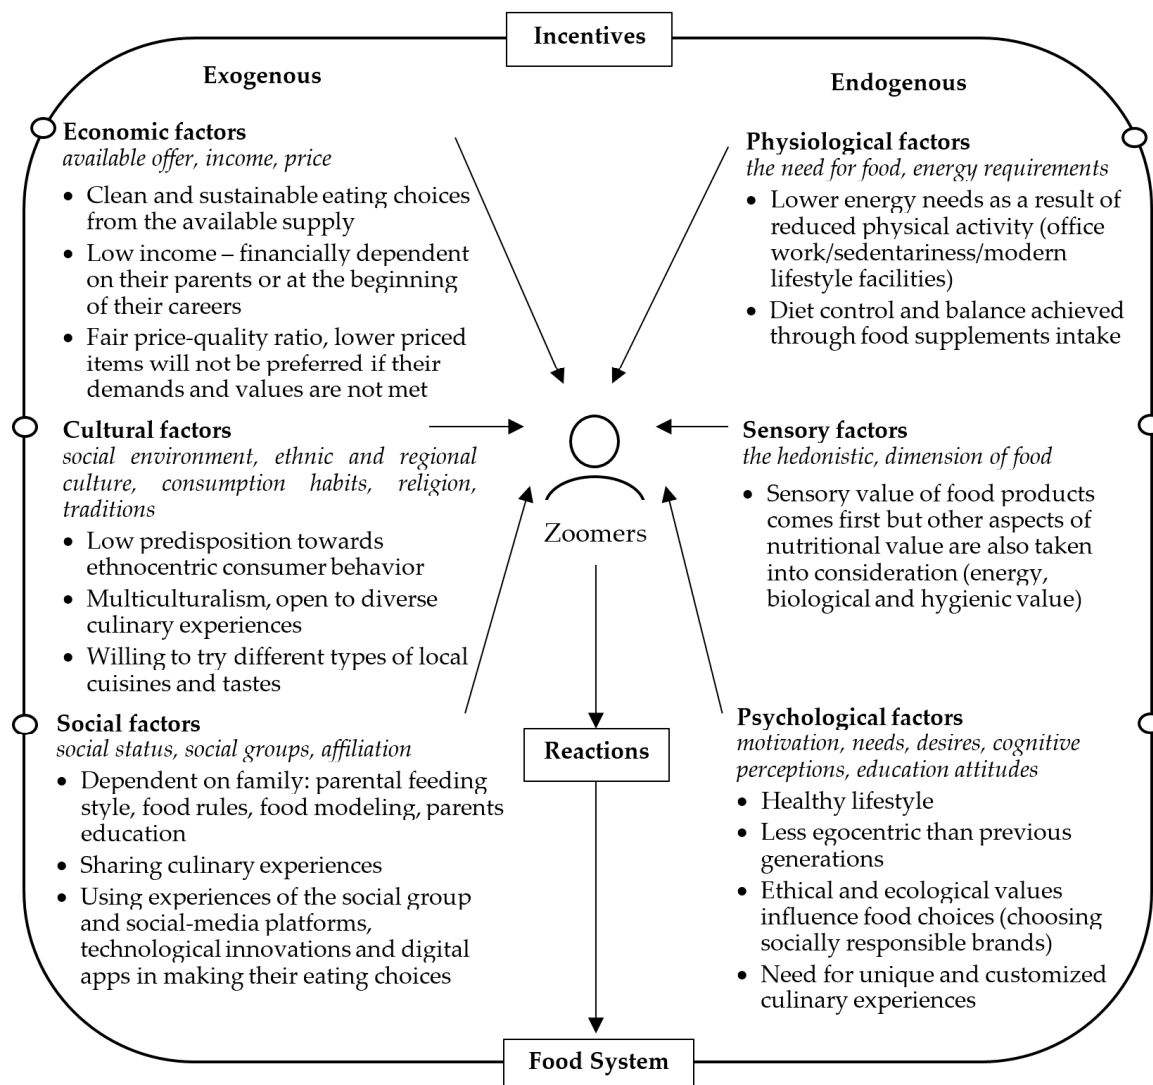 Incentives
Exogenous
Economic factors
available offer, income, price
• Clean and sustainable eating choices
from the available supply
• Low income – financially dependent
on their parents or at the beginning
of their careers
• Fair price-quality ratio, lower priced
items will not be preferred if their
demands and values are not met
Cultural factors
social environment, ethnic and regional
culture, consumption habits, religion,
traditions
• Low predisposition towards
ethnocentric consumer behavior
• Multiculturalism, open to diverse
culinary experiences
• Willing to try different types of local
cuisines and tastes
Social factors
social status, social groups, affiliation
• Dependent on family: parental feeding
style, food rules, food modeling, parents
education
• Sharing culinary experiences
• Using experiences of the social group
and social-media platforms,
technological innovations and digital
apps in making their eating choices
Zoomers
Reactions
Food System
Endogenous
Physiological factors
the need for food, energy requirements
• Lower energy needs as a result of
reduced physical activity (office
work/sedentariness/modern
lifestyle facilities)
• Diet control and balance achieved
through food supplements intake
Sensory factors
the hedonistic, dimension of food
• Sensory value of food products
comes first but other aspects of
nutritional value are also taken
into consideration (energy,
biological and hygienic value)
Psychological factors
motivation, needs, desires, cognitive
perceptions, education attitudes
• Healthy lifestyle
• Less egocentric than previous
generations
• Ethical and ecological values
influence food choices (choosing
socially responsible brands)
• Need for unique and customized
culinary experiences